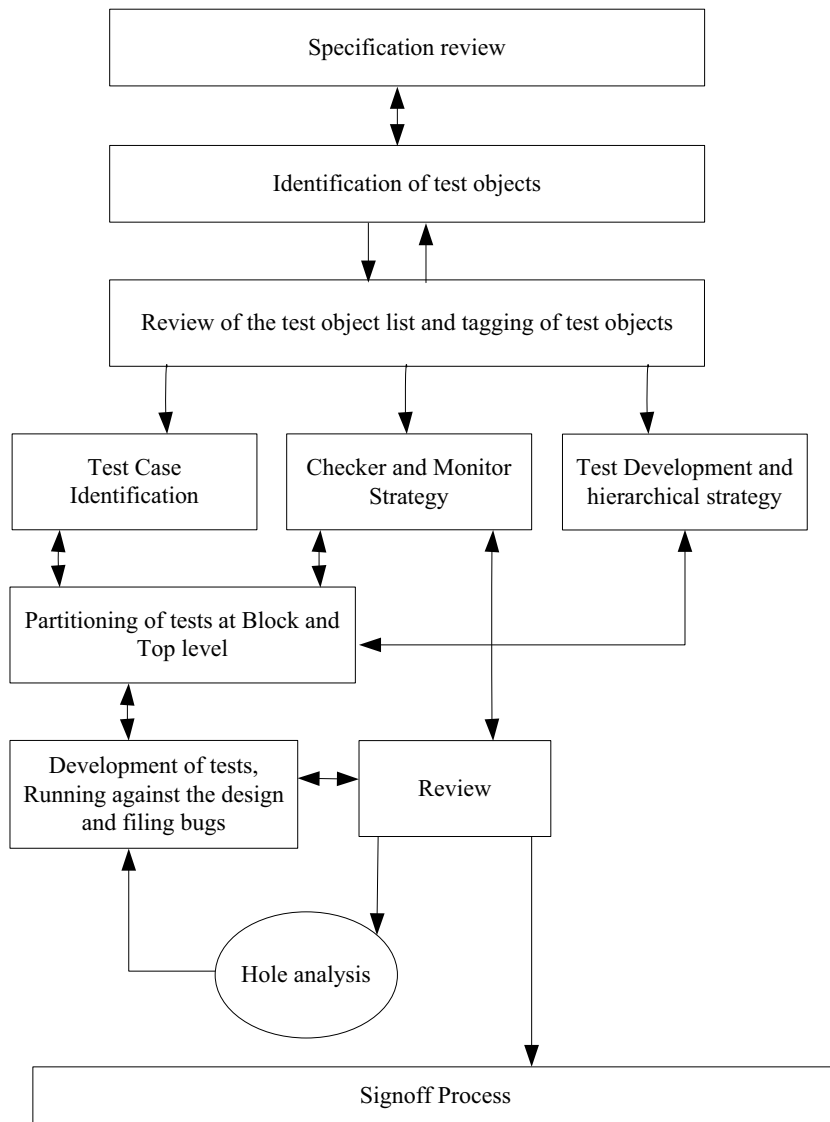 Specification review
Identification of test objects
Review of the test object list and tagging of test objects
Test Case
Identification
Checker and Monitor
Strategy
Test Development and
hierarchical strategy
Partitioning of tests at Block and
Top level
Development of tests,
Running against the design
and filing bugs
Review
Hole analysis
Signoff Process